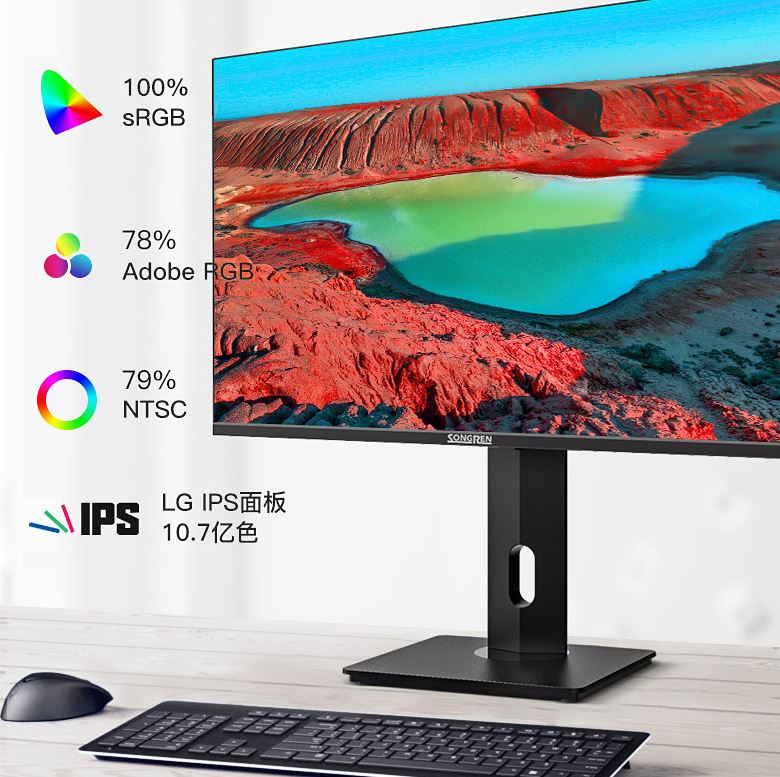 100%
sRGB
78%
Adobe RGB
79%
NTSC
IPS
LG IPS面板
10.7亿色
SONGREN